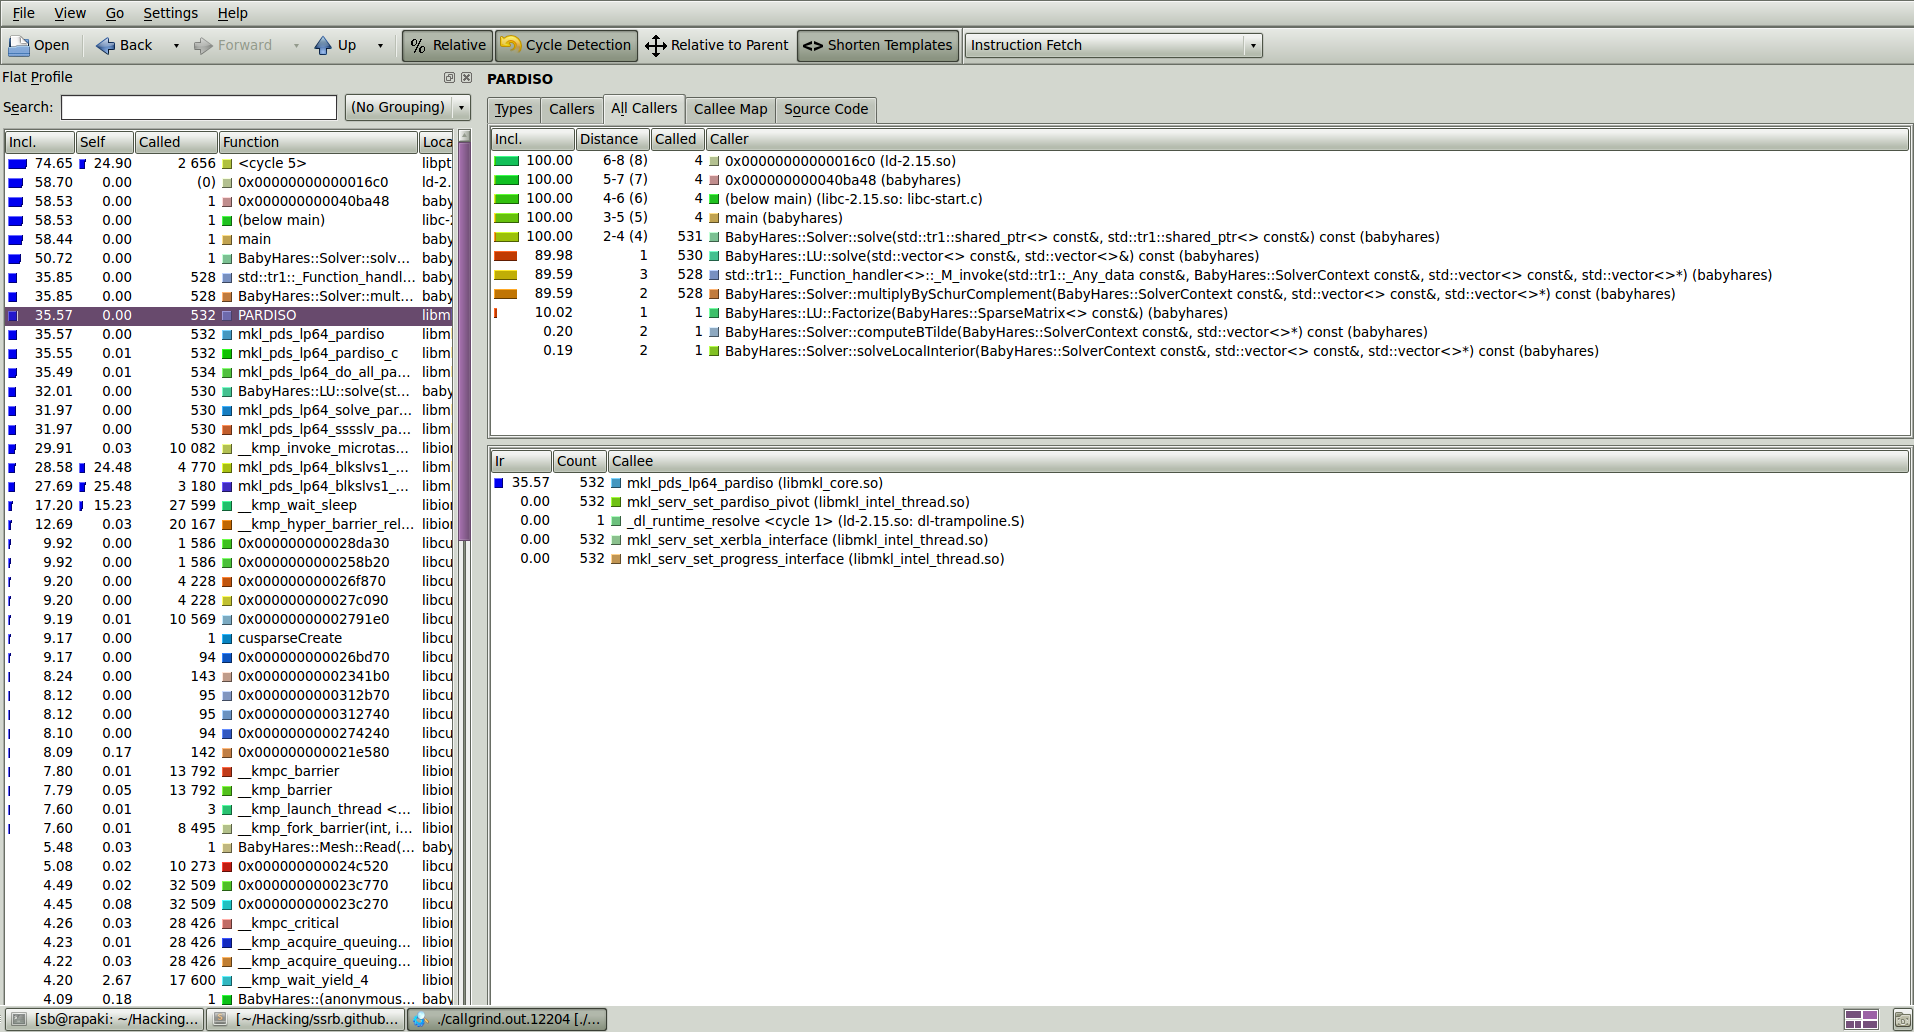 File View Go Settings Help
Open Back Forward Up % Relative Cycle Detection Relative to Parent <> Shorten Templates Instruction Fetch
Flat Profile
Search: (No Grouping)
Incl. Self Called Function Loca
74.65 24.90 2 656 <cycle 5> libpt
58.70 0.00 (0) 0x00000000000016c0 ld-2.
58.53 0.00 1 0x000000000040ba48 baby
58.53 0.00 1 (below main) libc-
58.44 0.00 1 main baby
50.72 0.00 1 BabyHares::Solver::solv... baby
35.85 0.00 528 std::tr1::_Function_handl... baby
35.85 0.00 528 BabyHares::Solver::mult... baby
35.57 0.00 532 PARDISO libm
35.57 0.00 532 mkl_pds_lp64_pardiso libm
35.55 0.01 532 mkl_pds_lp64_pardiso_c libm
35.49 0.01 534 mkl_pds_lp64_do_all_pa... libm
32.01 0.00 530 BabyHares::LU::solve(st... baby
31.97 0.00 530 mkl_pds_lp64_solve_par... libm
31.97 0.00 530 mkl_pds_lp64_sssslv_pa... libm
29.91 0.03 10 082 __kmp_invoke_microtas... libion
28.58 24.48 4 770 mkl_pds_lp64_blkslvs1_... libm
27.69 25.48 3 180 mkl_pds_lp64_blkslvs1_... libm
17.20 15.23 27 599 __kmp_wait_sleep libion
12.69 0.03 20 167 __kmp_hyper_barrier_rel... libion
9.92 0.00 1 586 0x000000000028da30 libcu
9.92 0.00 1 586 0x0000000000258b20 libcu
9.20 0.00 4 228 0x000000000026f870 libcu
9.20 0.00 4 228 0x000000000027c090 libcu
9.19 0.01 10 569 0x00000000002791e0 libcu
9.17 0.00 1 cusparseCreate libcu
9.17 0.00 94 0x000000000026bd70 libcu
8.24 0.00 143 0x00000000002341b0 libcu
8.12 0.00 95 0x0000000000312b70 libcu
8.12 0.00 95 0x0000000000312740 libcu
8.10 0.00 94 0x0000000000274240 libcu
8.09 0.17 142 0x000000000021e580 libcu
7.80 0.01 13 792 __kmpc_barrier libion
7.79 0.05 13 792 __kmp_barrier libion
7.60 0.01 3 __kmp_launch_thread <... libion
7.60 0.01 8 495 __kmp_fork_barrier(int, i... libion
5.48 0.03 1 BabyHares::Mesh::Read(... baby
5.08 0.02 10 273 0x000000000024c520 libcu
4.49 0.02 32 509 0x000000000023c770 libcu
4.45 0.08 32 509 0x000000000023c270 libcu
4.26 0.03 28 426 __kmpc_critical libion
4.23 0.01 28 426 __kmp_acquire_queuing... libion
4.22 0.03 28 426 __kmp_acquire_queuing... libion
4.20 2.67 17 600 __kmp_wait_yield_4 libion
4.09 0.18 1 BabyHares::(anonymous... baby
PARDISO
Types Callers All Callers Callee Map Source Code
Incl. Distance Called Caller
100.00 6-8 (8) 4 0x00000000000016c0 (ld-2.15.so)
100.00 5-7 (7) 4 0x000000000040ba48 (babyhares)
100.00 4-6 (6) 4 (below main) (libc-2.15.so: libc-start.c)
100.00 3-5 (5) 4 main (babyhares)
100.00 2-4 (4) 531 BabyHares::Solver::solve(std::tr1::shared_ptr<> const&, std::tr1::shared_ptr<> const&) const (babyhares)
89.98 1 530 BabyHares::LU::solve(std::vector<> const&, std::vector<>&) const (babyhares)
89.59 3 528 std::tr1::_Function_handler<>::_M_invoke(std::tr1::_Any_data const&, BabyHares::SolverContext const&, std::vector<> const&, std::vector<>*) (babyhares)
89.59 2 528 BabyHares::Solver::multiplyBySchurComplement(BabyHares::SolverContext const&, std::vector<> const&, std::vector<>*) const (babyhares)
10.02 1 1 BabyHares::LU::Factorize(BabyHares::SparseMatrix<> const&) (babyhares)
0.20 2 1 BabyHares::Solver::computeBTilde(BabyHares::SolverContext const&, std::vector<>*) const (babyhares)
0.19 2 1 BabyHares::Solver::solveLocalInterior(BabyHares::SolverContext const&, std::vector<> const&, std::vector<>*) const (babyhares)
Ir Count Callee
35.57 532 mkl_pds_lp64_pardiso (libmkl_core.so)
0.00 532 mkl_serv_set_pardiso_pivot (libmkl_intel_thread.so)
0.00 1 _dl_runtime_resolve <cycle 1> (ld-2.15.so: dl-trampoline.S)
0.00 532 mkl_serv_set_xerbla_interface (libmkl_intel_thread.so)
0.00 532 mkl_serv_set_progress_interface (libmkl_intel_thread.so)
[sb@rapaki: ~/Hacking... [~/Hacking/ssrb.github... ./callgrind.out.12204 [./...